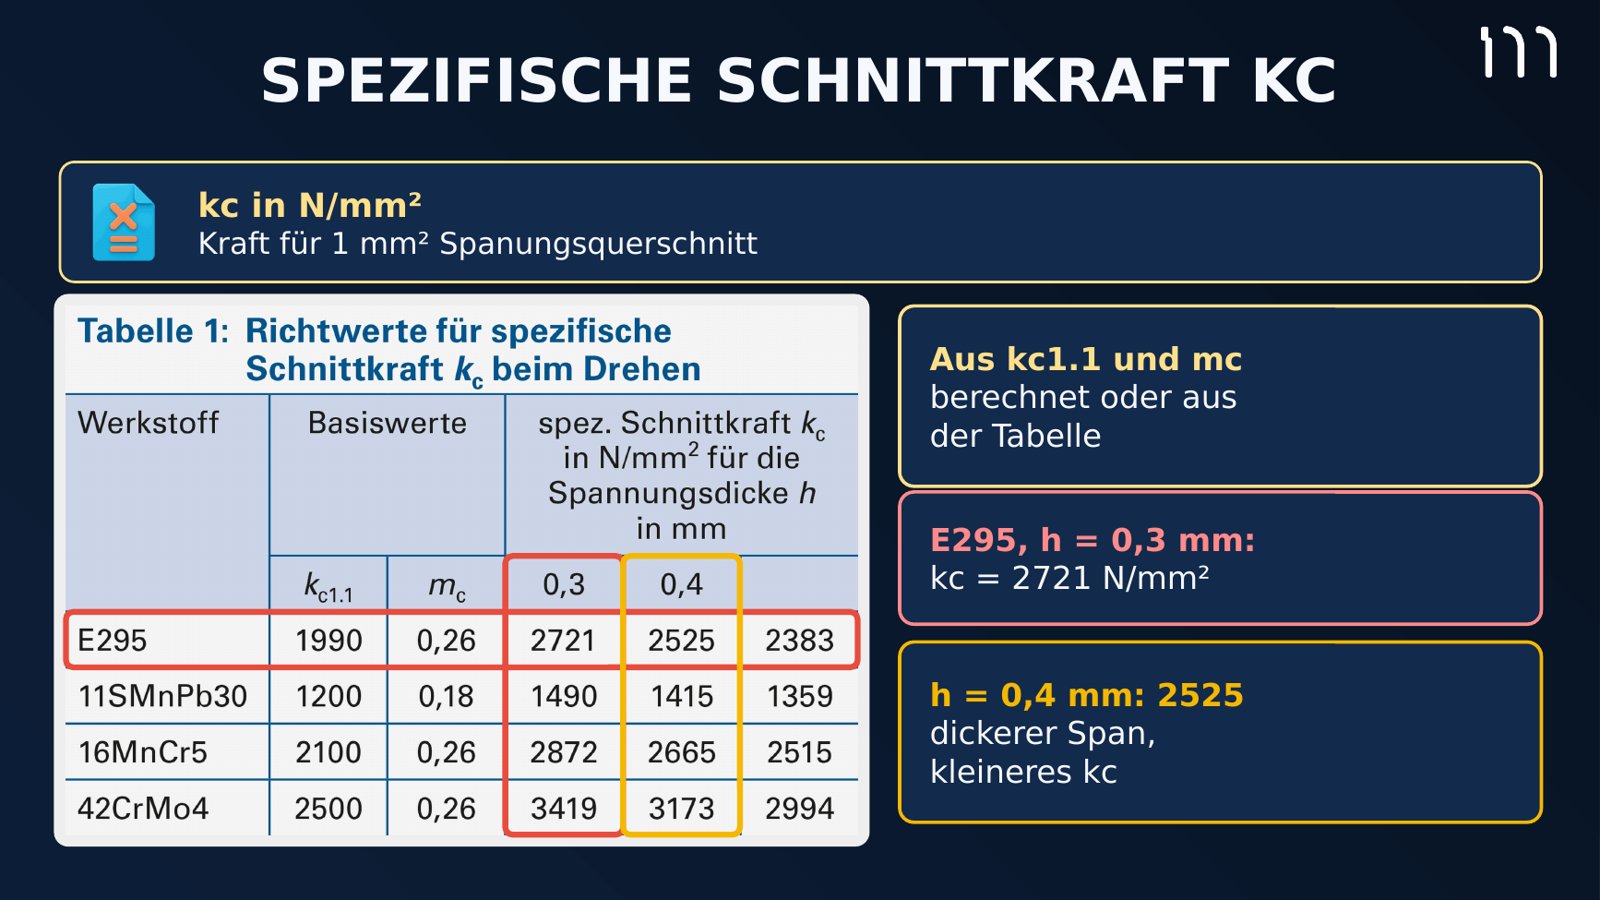 SPEZIFISCHE SCHNITTKRAFT KC
m
kc in N/mm²
Kraft für 1 mm² Spanungsquerschnitt
Tabelle 1: Richtwerte für spezifische
Schnittkraft kc beim Drehen
Werkstoff Basiswerte spez. Schnittkraft kc
in N/mm² für die
Spannungsdicke h
in mm
kc1.1 mc 0,3 0,4
E295 1990 0,26 2721 2525 2383
11SMnPb30 1200 0,18 1490 1415 1359
16MnCr5 2100 0,26 2872 2665 2515
42CrMo4 2500 0,26 3419 3173 2994
Aus kc1.1 und mc
berechnet oder aus
der Tabelle
E295, h = 0,3 mm:
kc = 2721 N/mm²
h = 0,4 mm: 2525
dickerer Span,
kleineres kc